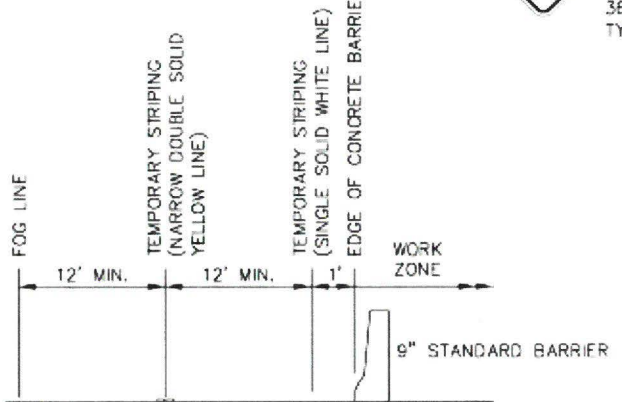 FOG LINE
TEMPORARY STRIPING
(NARROW DOUBLE SOLID
YELLOW LINE)
TEMPORARY STRIPING
(SINGLE SOLID WHITE LINE)
EDGE OF CONCRETE
WORK
ZONE
12' MIN.
12' MIN.
1'
9" STANDARD BARRIER